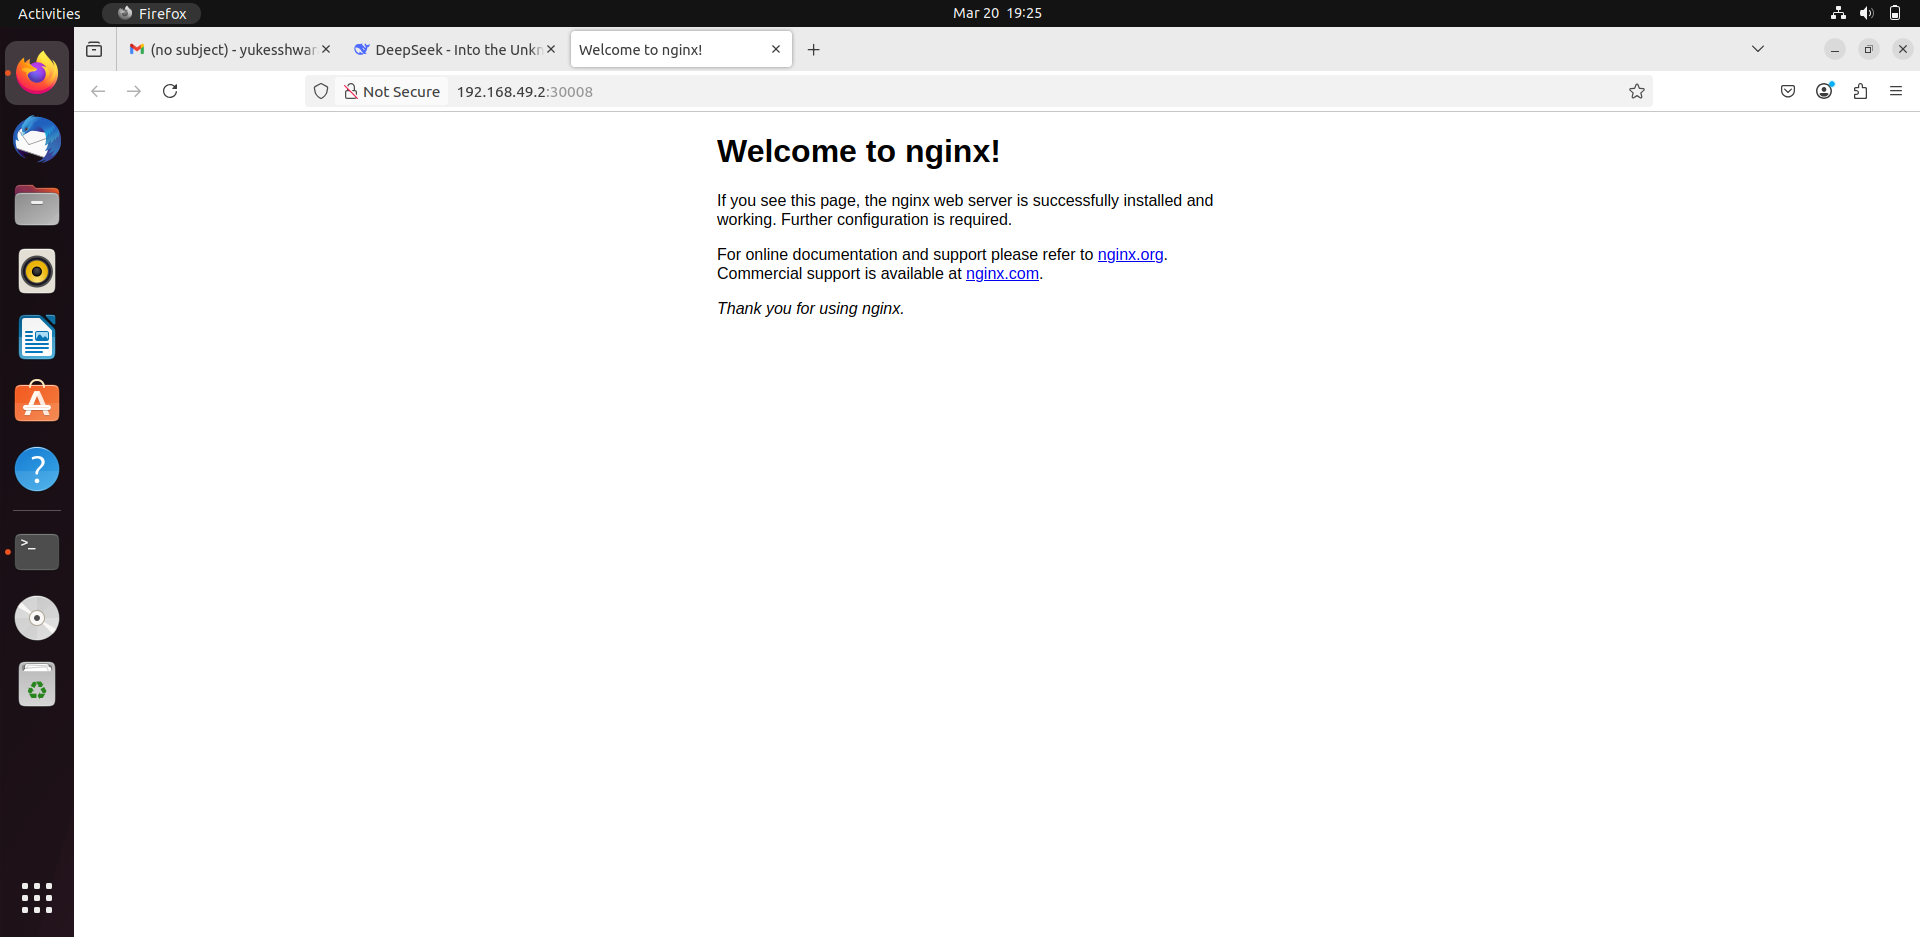 Activities
Firefox
Mar 20 19:25
(no subject) - yukesshwar
DeepSeek - Into the Unkn
Welcome to nginx!
Not Secure
192.168.49.2:30008
Welcome to nginx!
If you see this page, the nginx web server is successfully installed and
working. Further configuration is required.
For online documentation and support please refer to nginx.org.
Commercial support is available at nginx.com.
Thank you for using nginx.